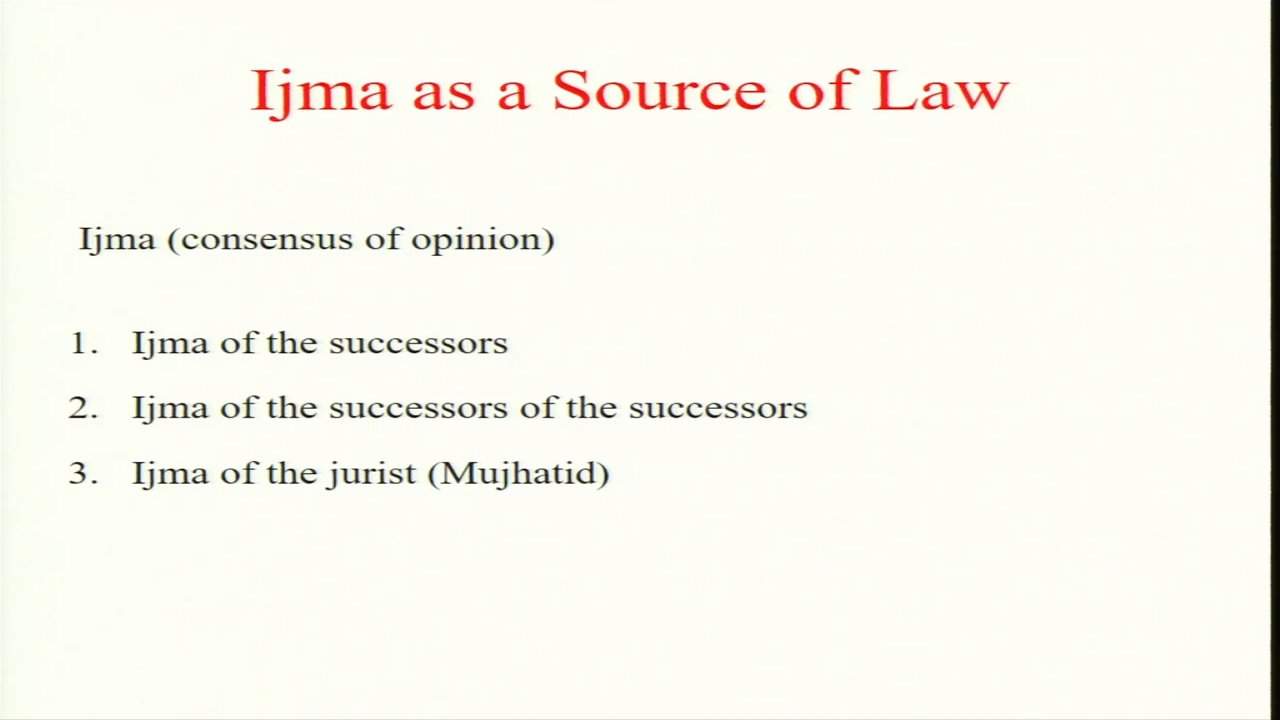 Ijma as a Source of Law
Ijma (consensus of opinion)
1. Ijma of the successors
2. Ijma of the successors of the successors
3. Ijma of the jurist (Mujhatid)